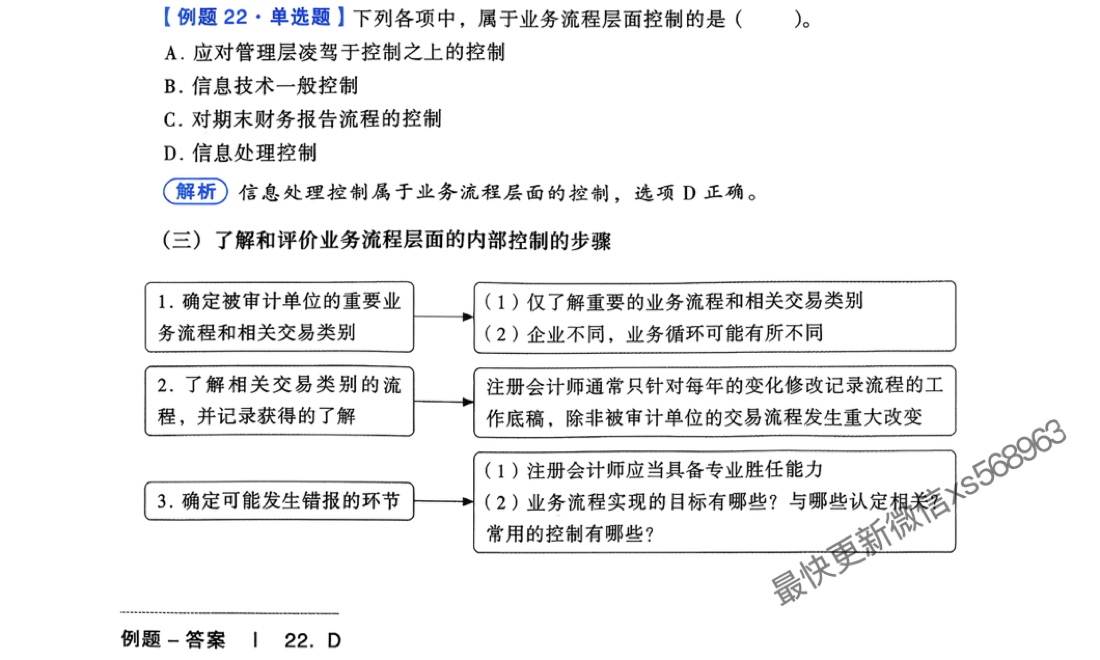 【例题 22·单选题】下列各项中，属于业务流程层面控制的是（　　）。
A. 应对管理层凌驾于控制之上的控制
B. 信息技术一般控制
C. 对期末财务报告流程的控制
D. 信息处理控制
解析 信息处理控制属于业务流程层面的控制，选项 D 正确。
（三）了解和评价业务流程层面的内部控制的步骤
1. 确定被审计单位的重要业
务流程和相关交易类别
（1）仅了解重要的业务流程和相关交易类别
（2）企业不同，业务循环可能有所不同
2. 了解相关交易类别的流
程，并记录获得的了解
注册会计师通常只针对每年的变化修改记录流程的工
作底稿，除非被审计单位的交易流程发生重大改变
3. 确定可能发生错报的环节
（1）注册会计师应当具备专业胜任能力
（2）业务流程实现的目标有哪些？与哪些认定相关？
常用的控制有哪些？
最快更新微信xs568963
例题－答案 | 22. D